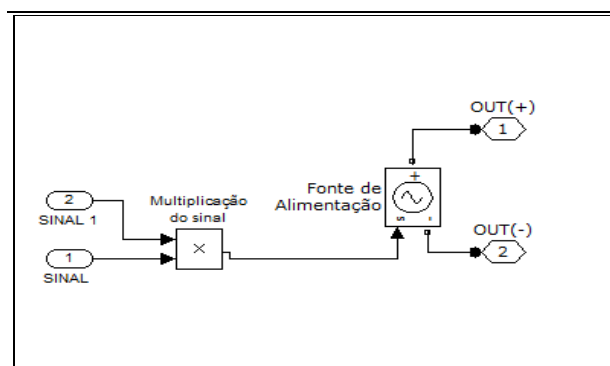 OUT(+)
1
Fonte de
Alimentação
+
s -
2
SINAL 1
Multiplicação
do sinal
×
1
SINAL
OUT(-)
2